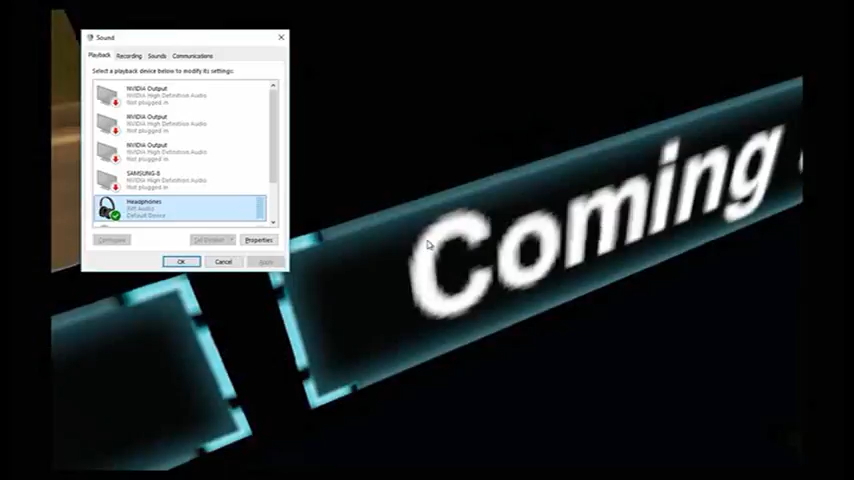 Sound
Playback Recording Sounds Communications
Select a playback device below to modify its settings:
NVIDIA Output
NVIDIA High Definition Audio
Not plugged in
NVIDIA Output
NVIDIA High Definition Audio
Not plugged in
NVIDIA Output
NVIDIA High Definition Audio
Not plugged in
SAMSUNG-8
NVIDIA High Definition Audio
Not plugged in
Headphones
Default Device
Configure Set Default Properties
OK Cancel Apply
Coming